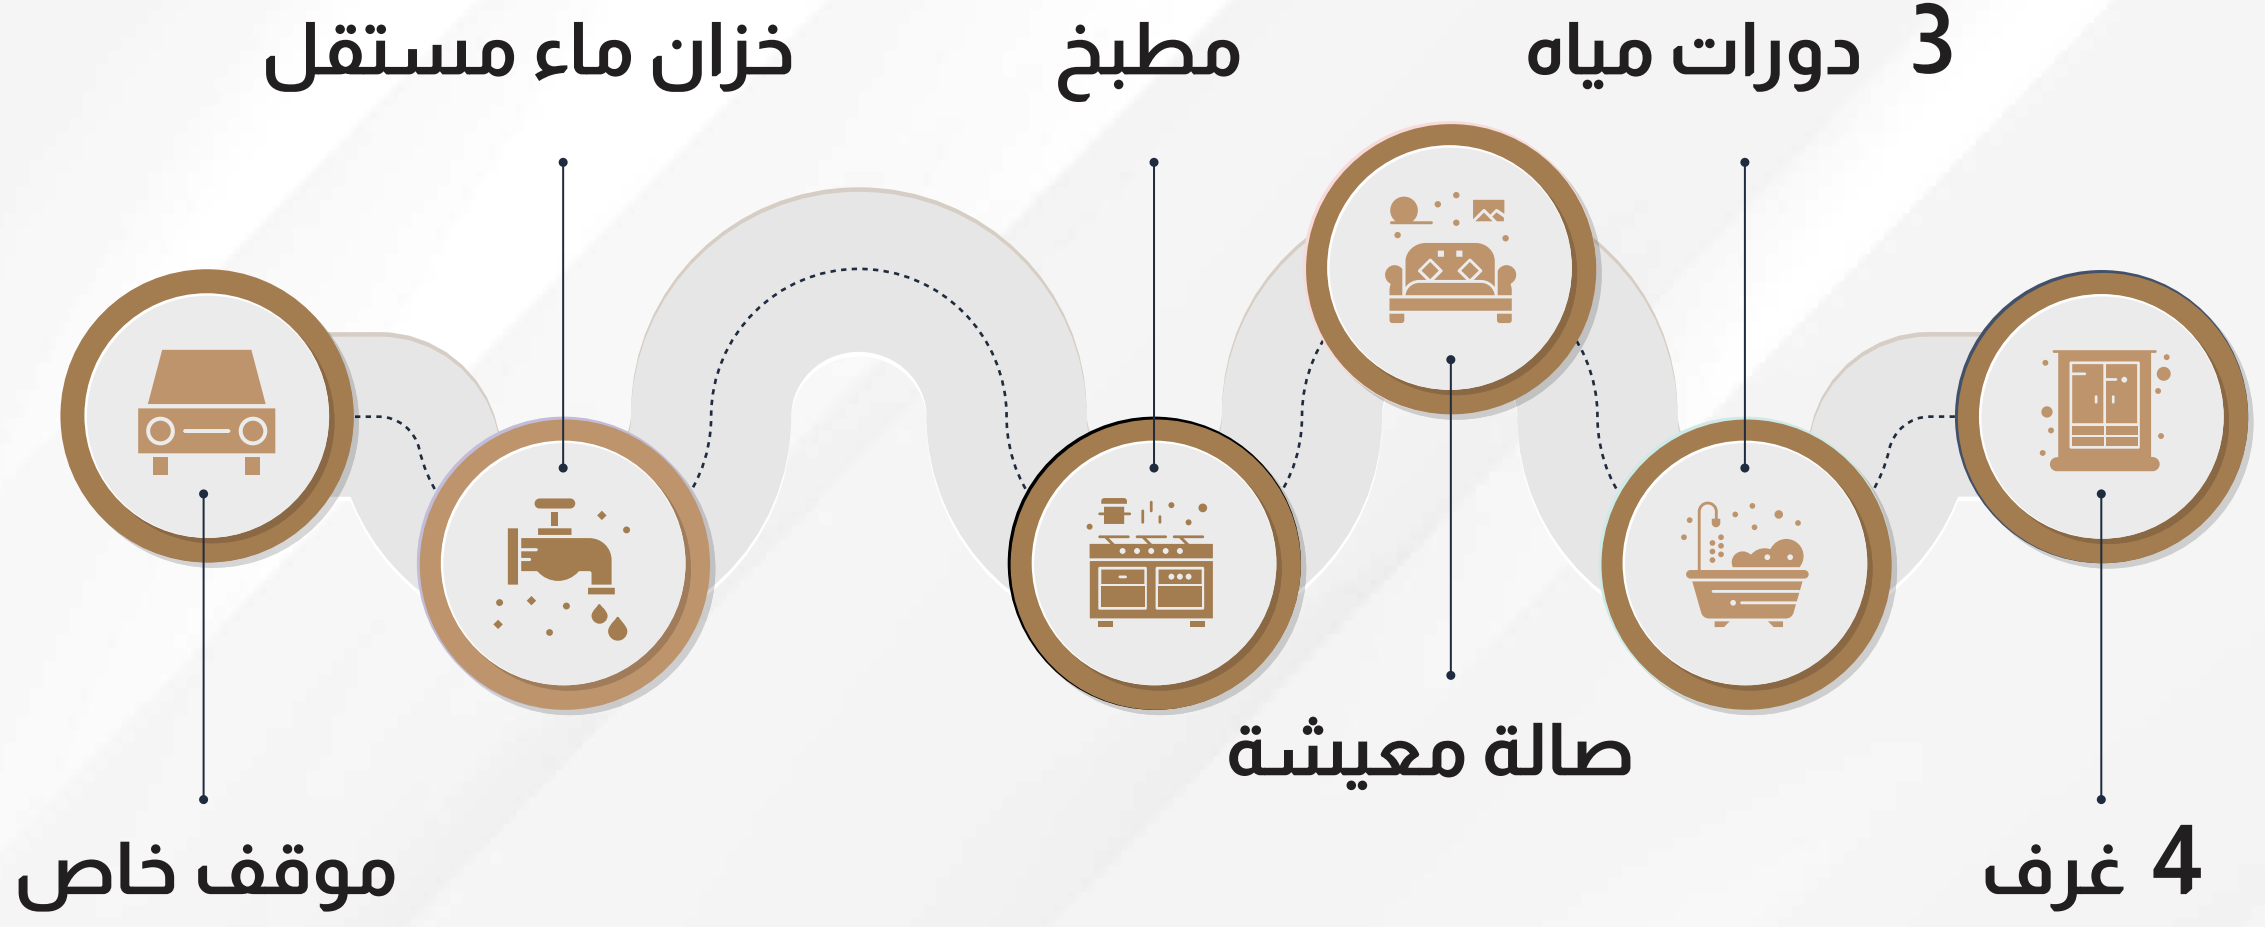 4 غرف
3 دورات مياه
صالة معيشة
مطبخ
خزان ماء مستقل
موقف خاص